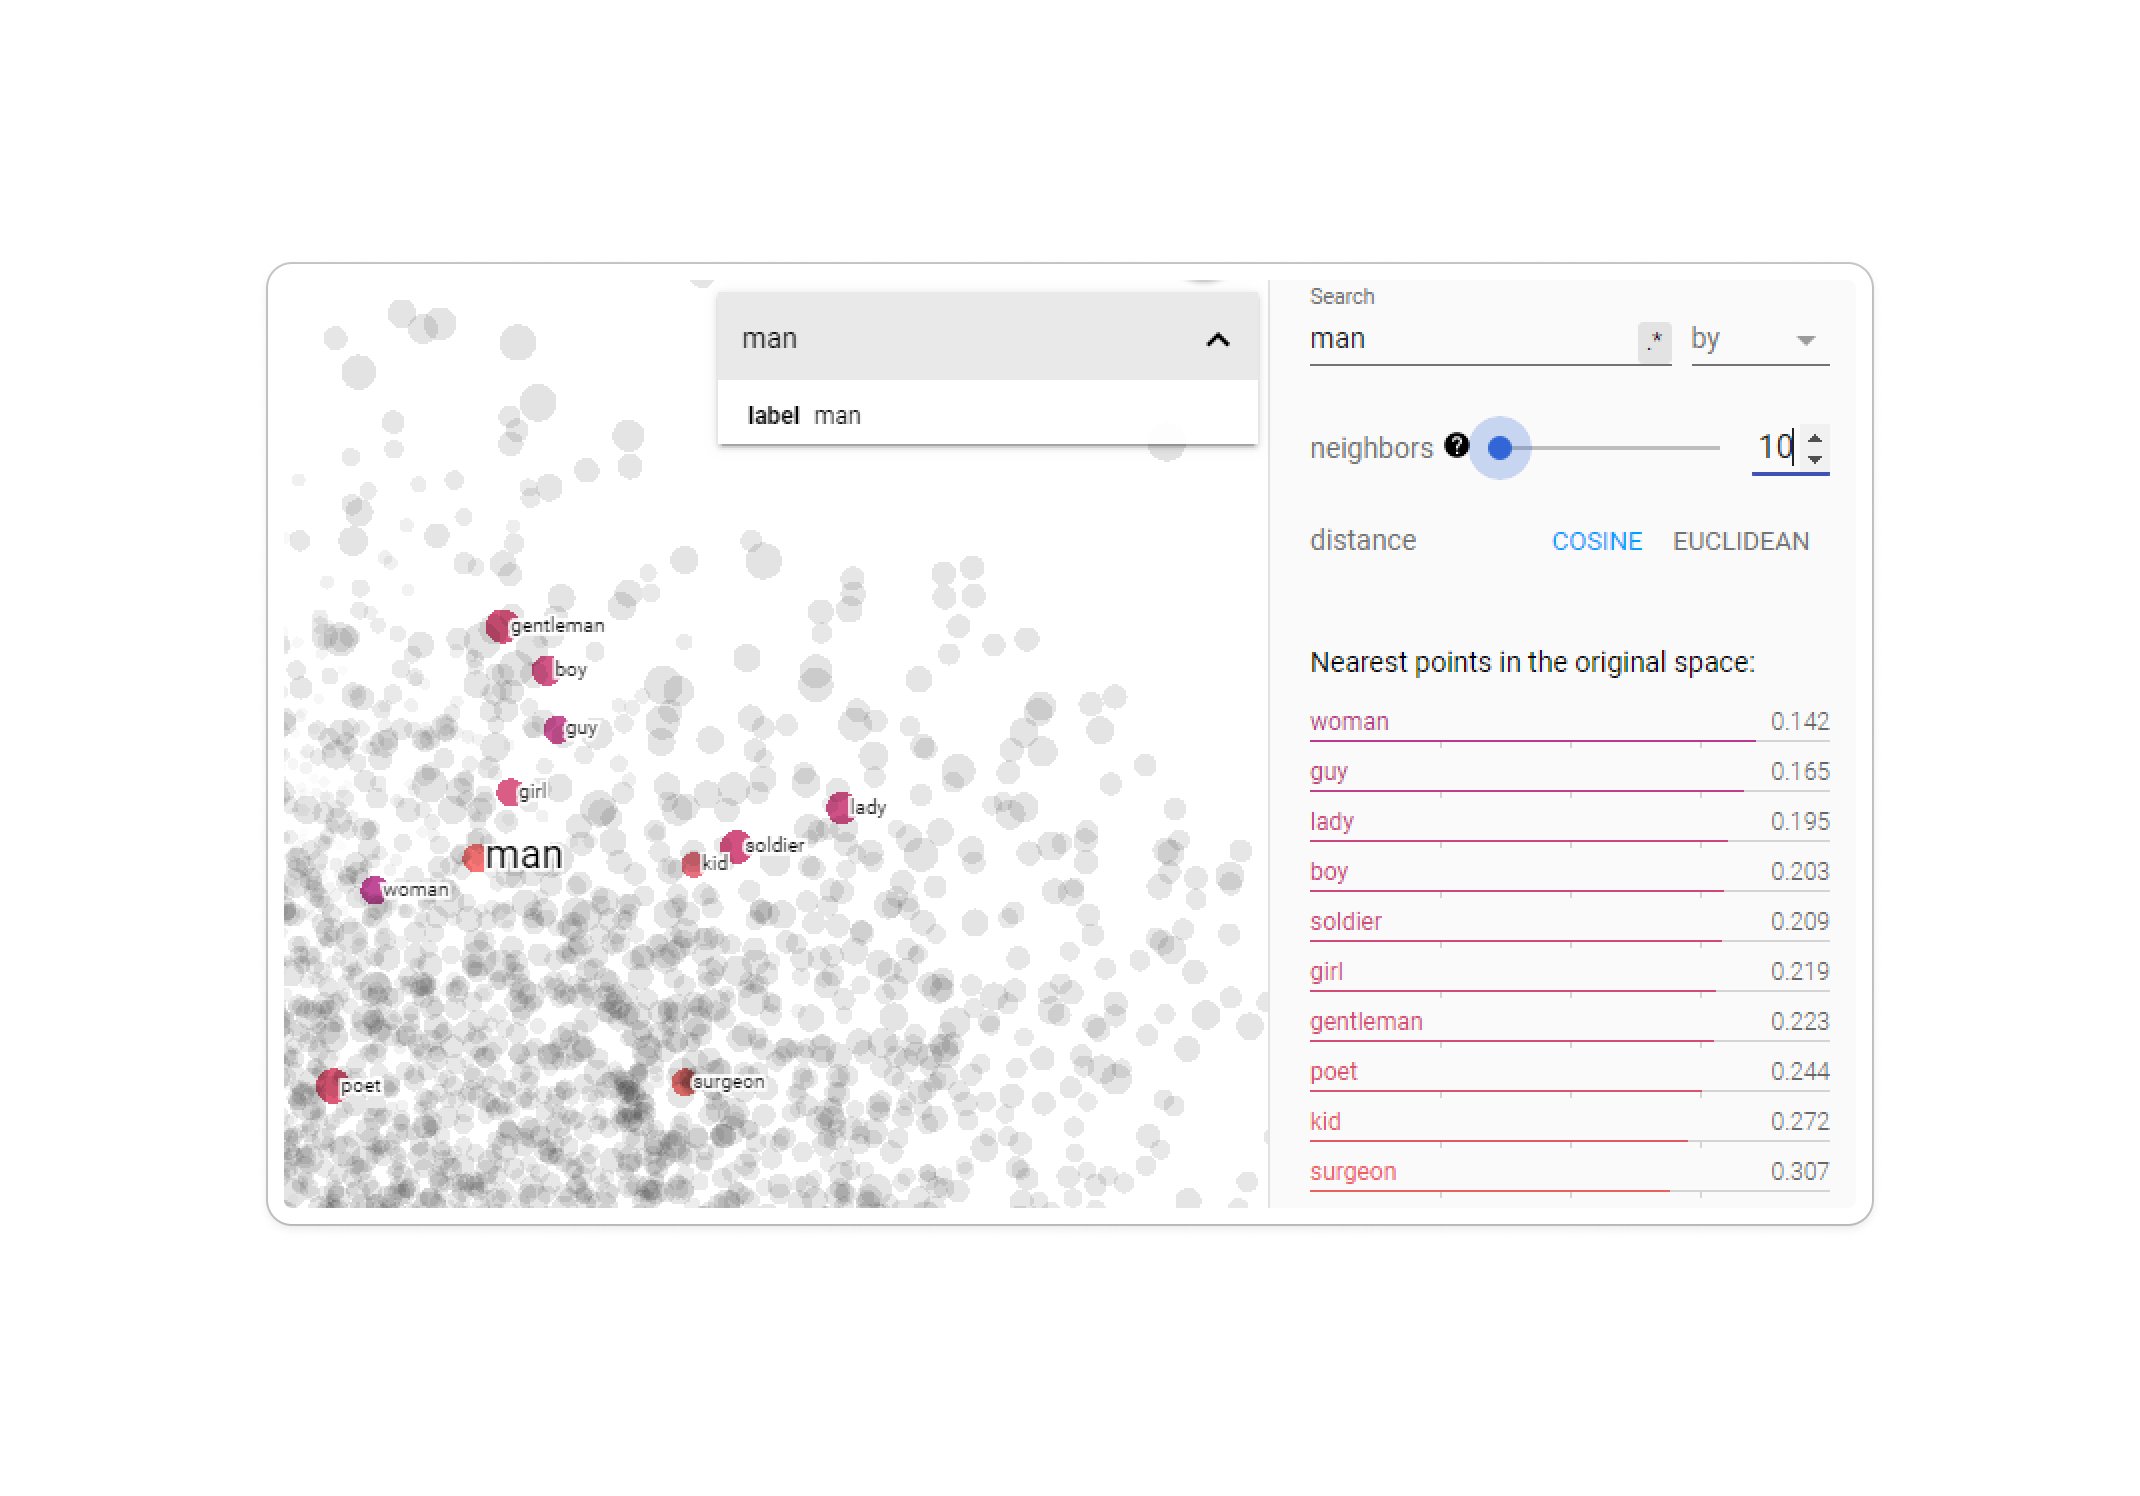 man
label man
gentleman
boy
guy
girl
lady
soldier
kid
man
woman
poet
surgeon
Search
man .* by
neighbors ? 10
distance COSINE EUCLIDEAN
Nearest points in the original space:
woman 0.142
guy 0.165
lady 0.195
boy 0.203
soldier 0.209
girl 0.219
gentleman 0.223
poet 0.244
kid 0.272
surgeon 0.307